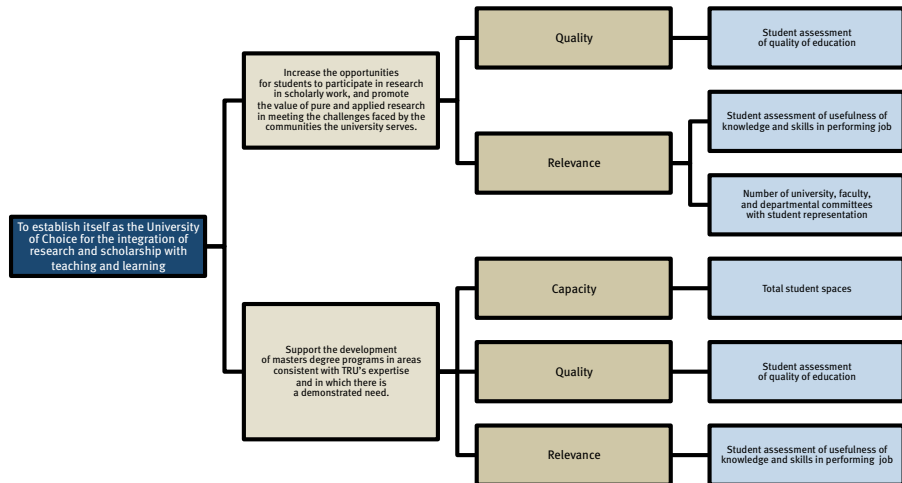 To establish itself as the University
of Choice for the integration of
research and scholarship with
teaching and learning
Increase the opportunities
for students to participate in research
in scholarly work, and promote
the value of pure and applied research
in meeting the challenges faced by the
communities the university serves.
Quality
Student assessment
of quality of education
Relevance
Student assessment of usefulness of
knowledge and skills in performing job
Number of university, faculty,
and departmental committees
with student representation
Support the development
of masters degree programs in areas
consistent with TRU's expertise
and in which there is
a demonstrated need.
Capacity
Total student spaces
Quality
Student assessment
of quality of education
Relevance
Student assessment of usefulness of
knowledge and skills in performing job